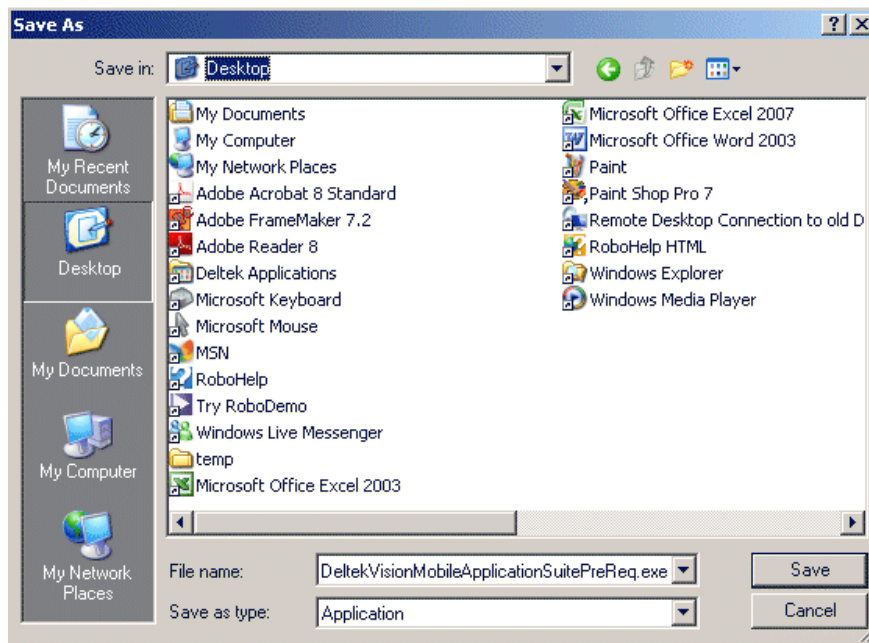 Save As
Save in:
Desktop
My Recent
Documents
Desktop
My Documents
My Computer
My Network
Places
My Documents
My Computer
My Network Places
Adobe Acrobat 8 Standard
Adobe FrameMaker 7.2
Adobe Reader 8
Deltek Applications
Microsoft Keyboard
Microsoft Mouse
MSN
RoboHelp
Try RoboDemo
Windows Live Messenger
temp
Microsoft Office Excel 2003
Microsoft Office Excel 2007
Microsoft Office Word 2003
Paint
Paint Shop Pro 7
Remote Desktop Connection to old D
RoboHelp HTML
Windows Explorer
Windows Media Player
File name:
DeltekVisionMobileApplicationSuitePreReq.exe
Save
Save as type:
Application
Cancel